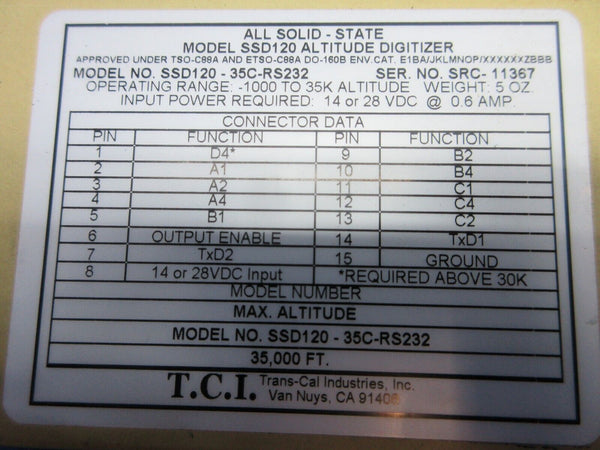 ALL SOLID - STATE
MODEL SSD120 ALTITUDE DIGITIZER
APPROVED UNDER TSO-C88A AND ETSO-C88A DO-160B ENV.CAT. E1BA/JKLMNOP/XXXXXXZBBB
MODEL NO. SSD120 - 35C-RS232 SER. NO. SRC- 11367
OPERATING RANGE: -1000 TO 35K ALTITUDE WEIGHT: 5 OZ.
INPUT POWER REQUIRED: 14 or 28 VDC @ 0.6 AMP.
CONNECTOR DATA
PIN FUNCTION PIN FUNCTION
1 D4* 9 B2
2 A1 10 B4
3 A2 11 C1
4 A4 12 C4
5 B1 13 C2
6 OUTPUT ENABLE 14 TxD1
7 TxD2 15 GROUND
8 14 or 28VDC Input *REQUIRED ABOVE 30K
MODEL NUMBER
MAX. ALTITUDE
MODEL NO. SSD120 - 35C-RS232
35,000 FT.
T.C.I. Trans-Cal Industries, Inc.
Van Nuys, CA 91406